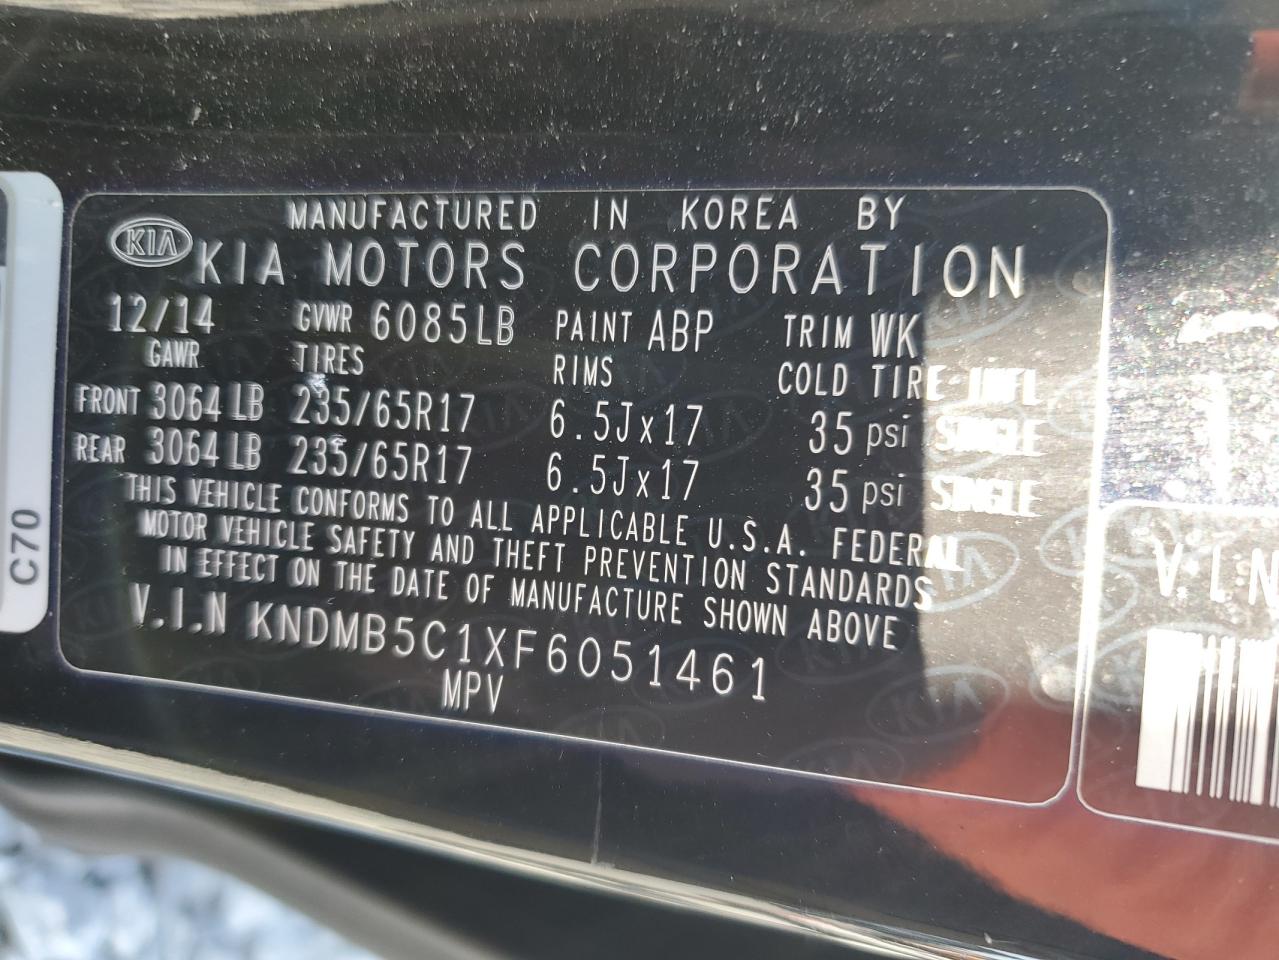 MANUFACTURED IN KOREA BY
KIA KIA MOTORS CORPORATION
12/14 GVWR 6085LB PAINT ABP TRIM WK
GAWR TIRES RIMS COLD TIRE INFL
FRONT 3064 LB 235/65R17 6.5Jx17 35 psi SINGLE
REAR 3064 LB 235/65R17 6.5Jx17 35 psi SINGLE
THIS VEHICLE CONFORMS TO ALL APPLICABLE U.S.A. FEDERAL
MOTOR VEHICLE SAFETY AND THEFT PREVENTION STANDARDS
IN EFFECT ON THE DATE OF MANUFACTURE SHOWN ABOVE
V.I.N KNDMB5C1XF6051461
MPV
C70
V.I.N